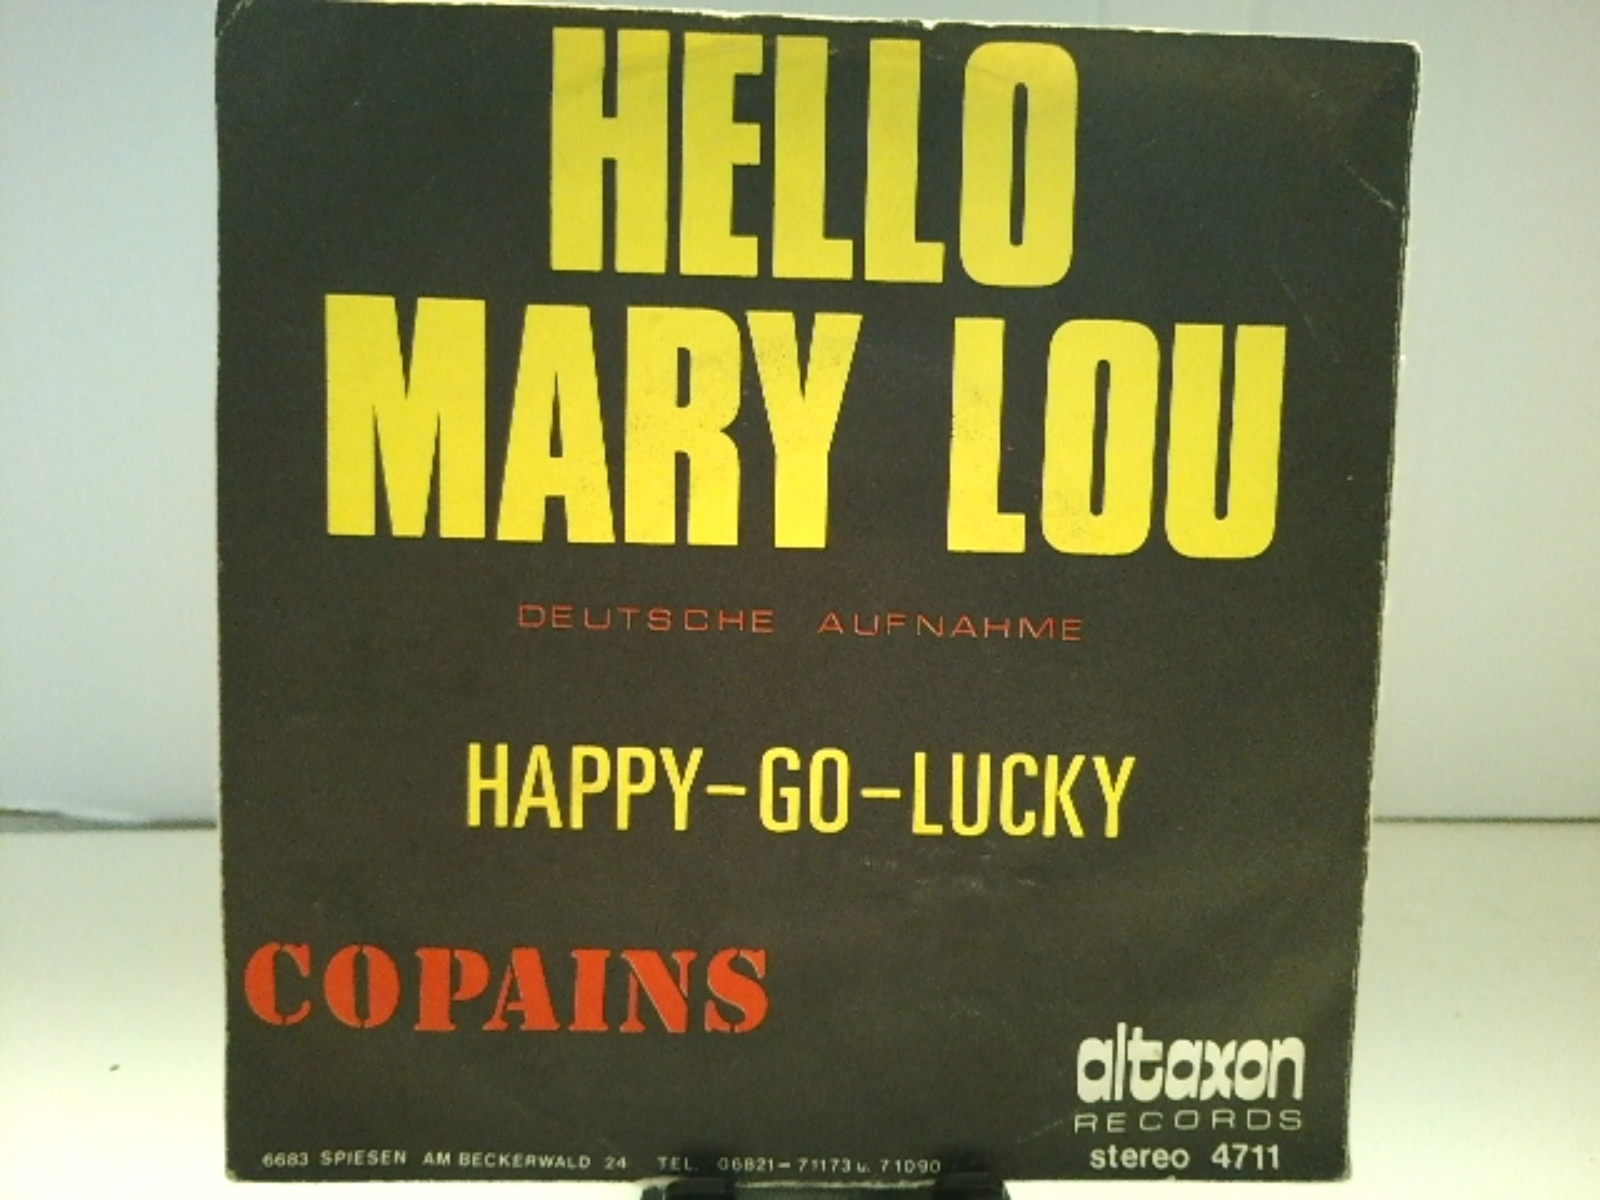 HELLO
MARY LOU
DEUTSCHE AUFNAHME
HAPPY-GO-LUCKY
COPAINS
altaxon
RECORDS
stereo 4711
6683 SPIESEN AM BECKERWALD 24 TEL. 06821-71173 u. 71090